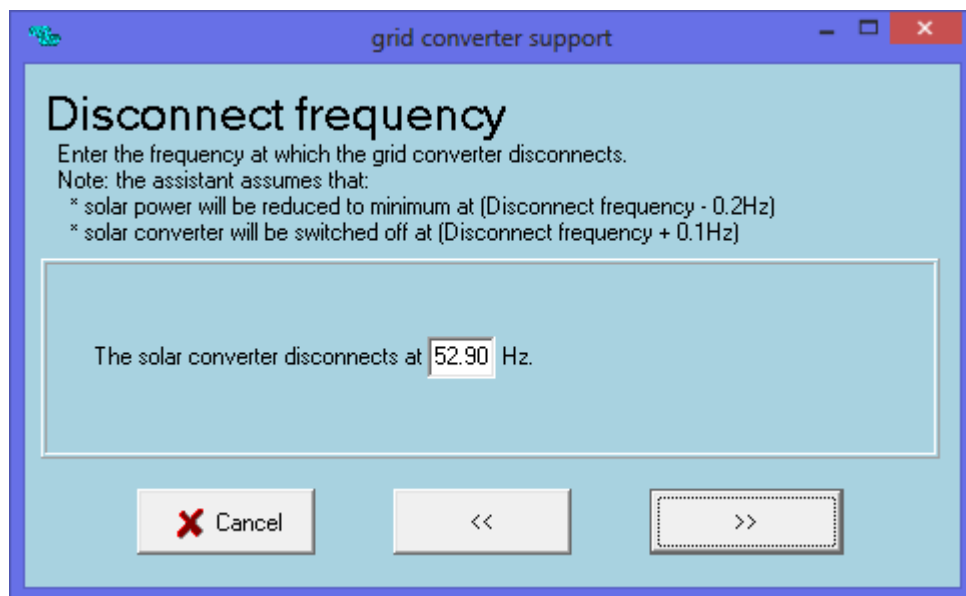 grid converter support
Disconnect frequency
Enter the frequency at which the grid converter disconnects.
Note: the assistant assumes that:
* solar power will be reduced to minimum at (Disconnect frequency - 0.2Hz)
* solar converter will be switched off at (Disconnect frequency + 0.1Hz)
The solar converter disconnects at 52.90 Hz.
Cancel << >>